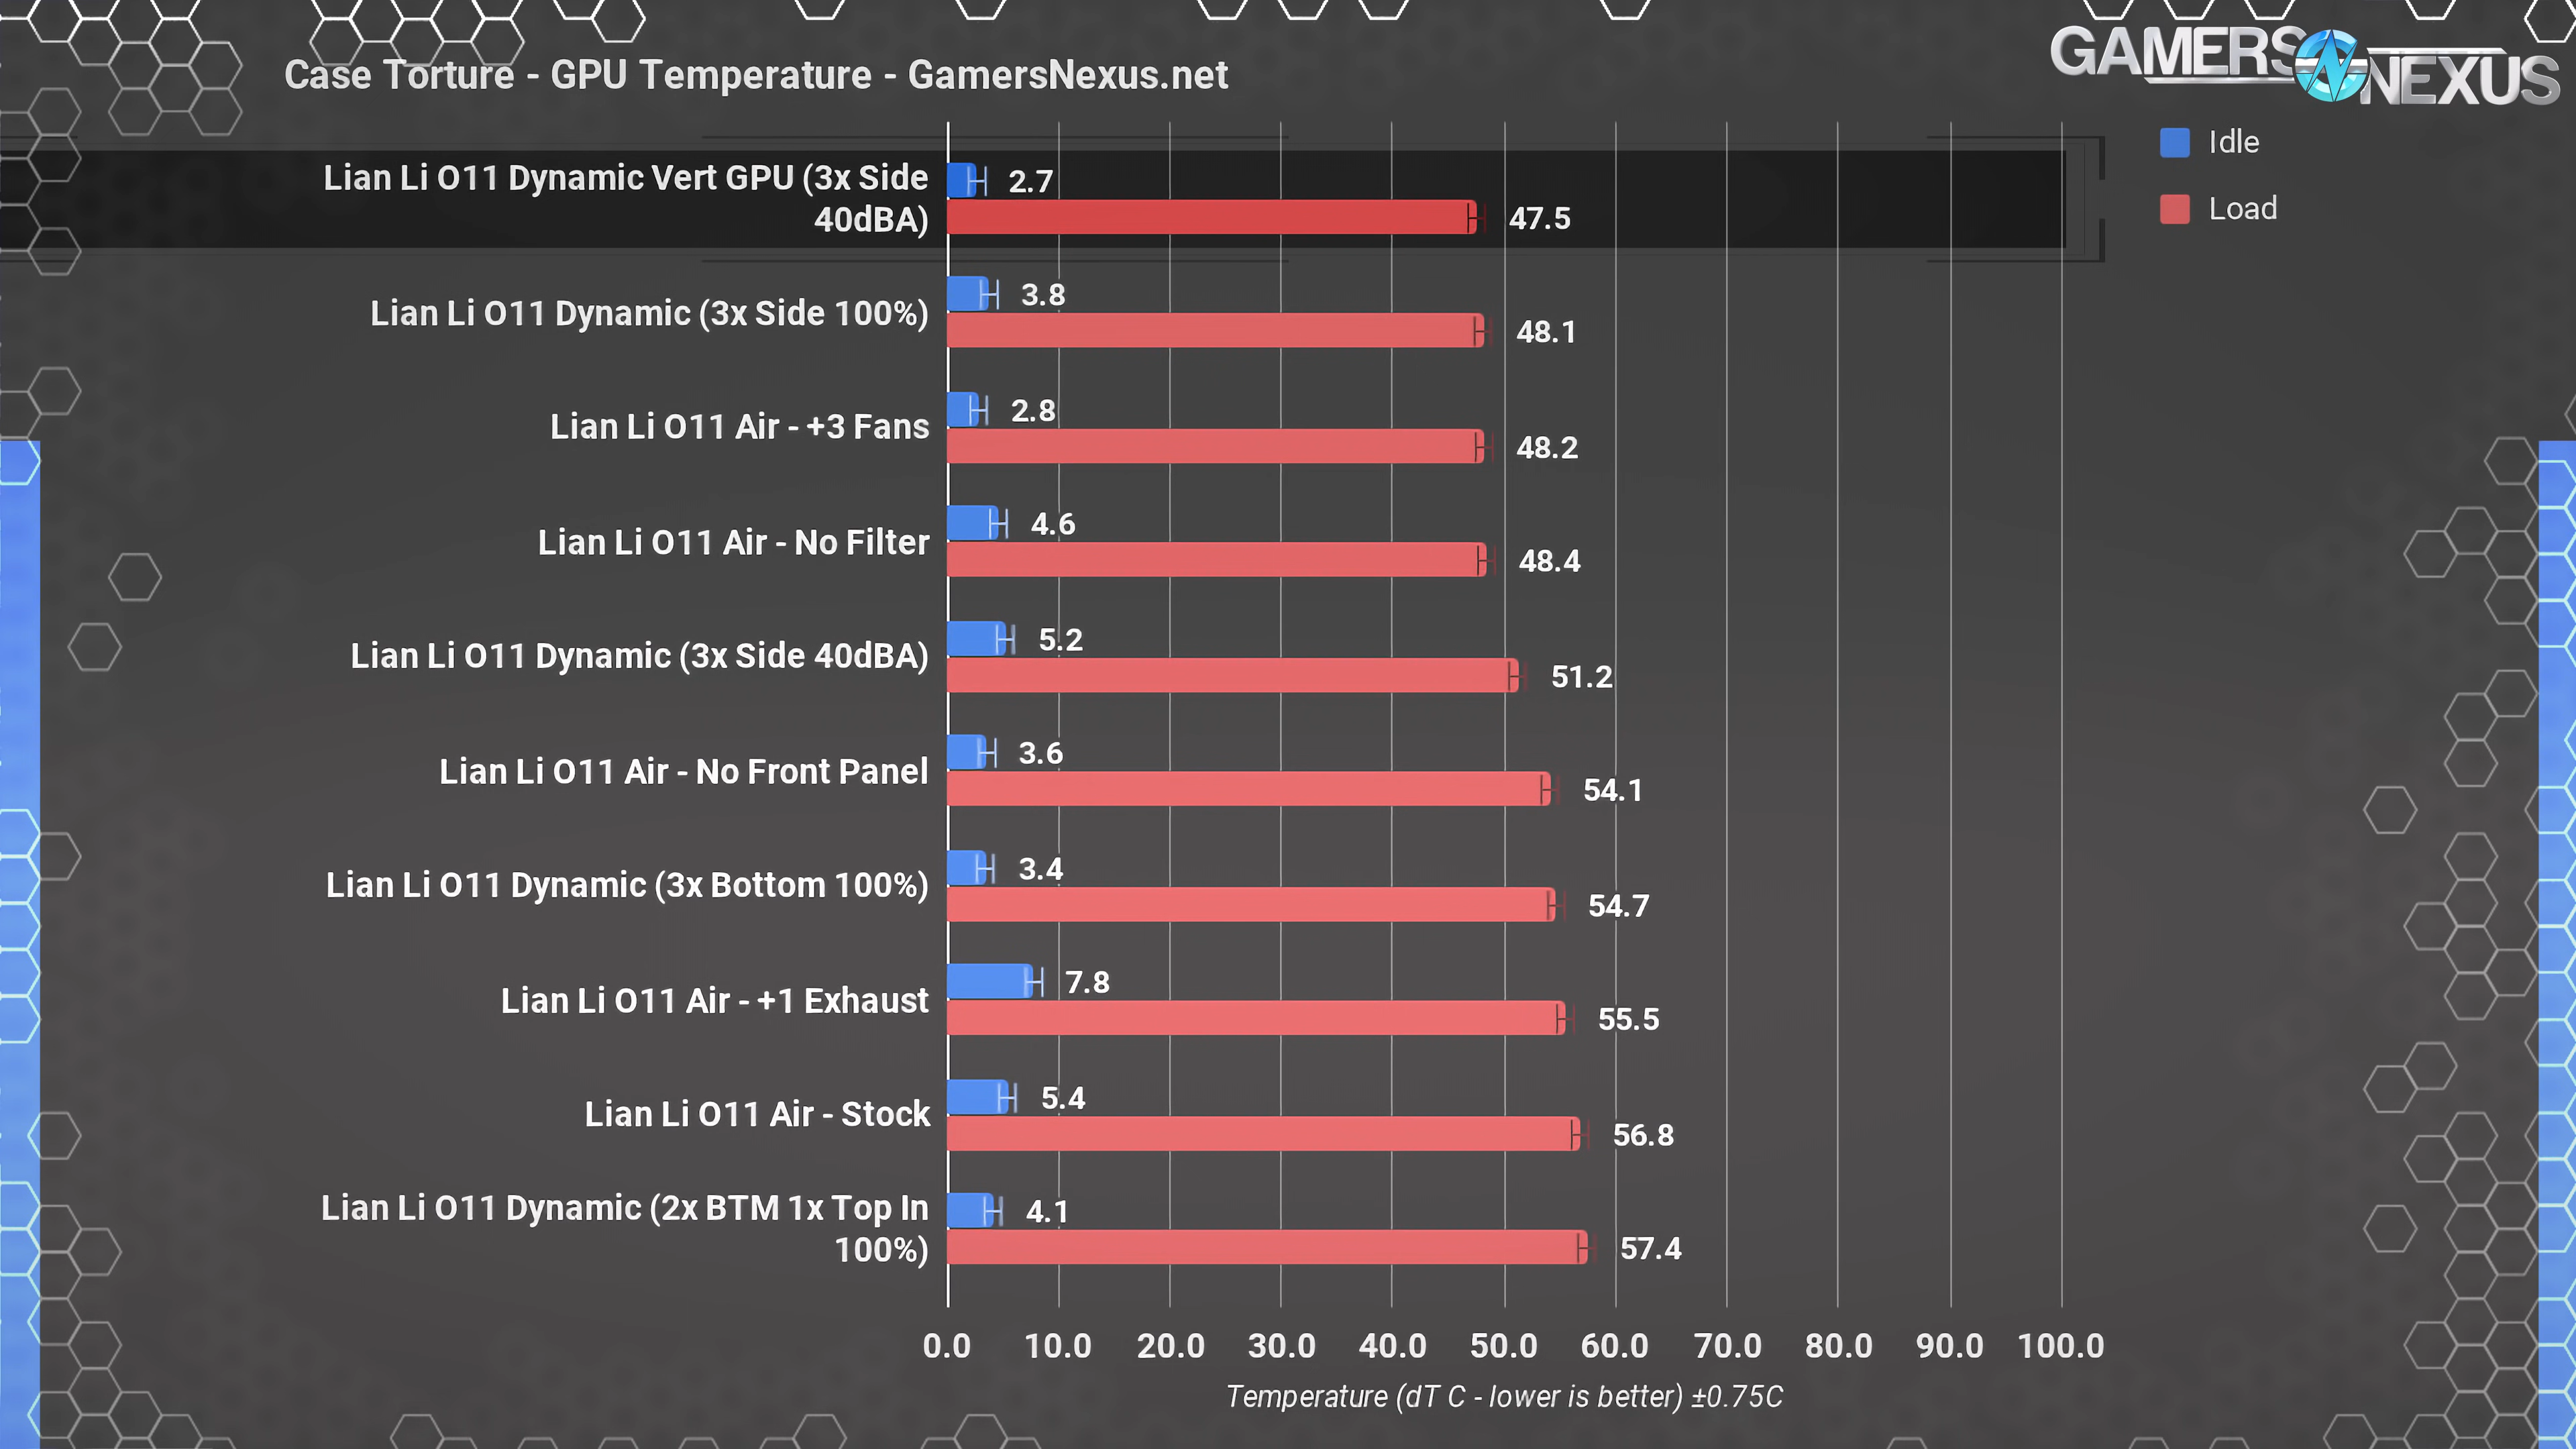 Case Torture - GPU Temperature - GamersNexus.net
GAMERS NEXUS
Idle
Load
Lian Li O11 Dynamic Vert GPU (3x Side
40dBA)
2.7
47.5
Lian Li O11 Dynamic (3x Side 100%)
3.8
48.1
Lian Li O11 Air - +3 Fans
2.8
48.2
Lian Li O11 Air - No Filter
4.6
48.4
Lian Li O11 Dynamic (3x Side 40dBA)
5.2
51.2
Lian Li O11 Air - No Front Panel
3.6
54.1
Lian Li O11 Dynamic (3x Bottom 100%)
3.4
54.7
Lian Li O11 Air - +1 Exhaust
7.8
55.5
Lian Li O11 Air - Stock
5.4
56.8
Lian Li O11 Dynamic (2x BTM 1x Top In
100%)
4.1
57.4
0.0 10.0 20.0 30.0 40.0 50.0 60.0 70.0 80.0 90.0 100.0
Temperature (dT C - lower is better) ±0.75C